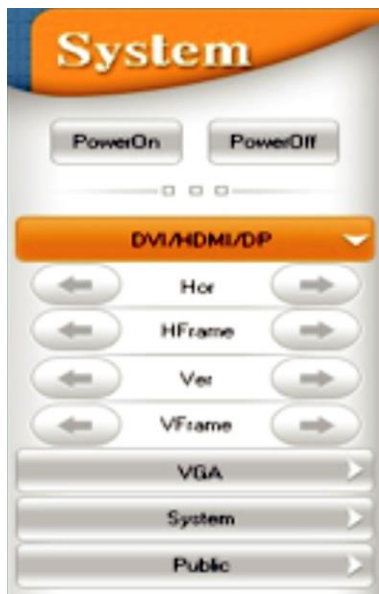 System
PowerOn PowerOff
DVI/HDMI/DP
Hor
HFrame
Ver
VFrame
VGA
System
Public